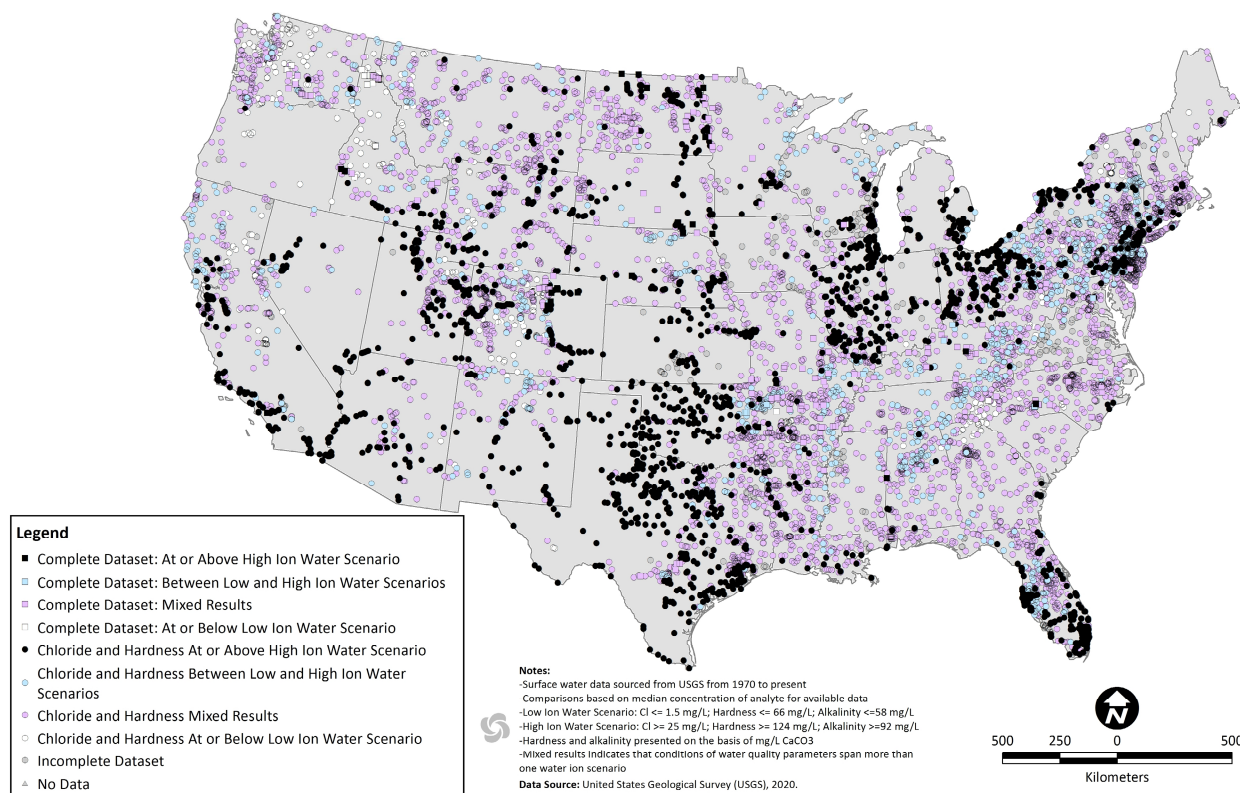 Legend
Complete Dataset: At or Above High Ion Water Scenario
Complete Dataset: Between Low and High Ion Water Scenarios
Complete Dataset: Mixed Results
Complete Dataset: At or Below Low Ion Water Scenario
Chloride and Hardness At or Above High Ion Water Scenario
Chloride and Hardness Between Low and High Ion Water
Scenarios
Chloride and Hardness Mixed Results
Chloride and Hardness At or Below Low Ion Water Scenario
Incomplete Dataset
No Data
Notes:
-Surface water data sourced from USGS from 1970 to present
-Comparisons based on median concentration of analyte for available data
-Low Ion Water Scenario: Cl <= 1.5 mg/L; Hardness <= 66 mg/L; Alkalinity <=58 mg/L
-High Ion Water Scenario: Cl >= 25 mg/L; Hardness >= 124 mg/L; Alkalinity >=92 mg/L
-Hardness and alkalinity presented on the basis of mg/L CaCO3
-Mixed results indicates that conditions of water quality parameters span more than
one water ion scenario
Data Source: United States Geological Survey (USGS), 2020.
N
500 250 0 500
Kilometers